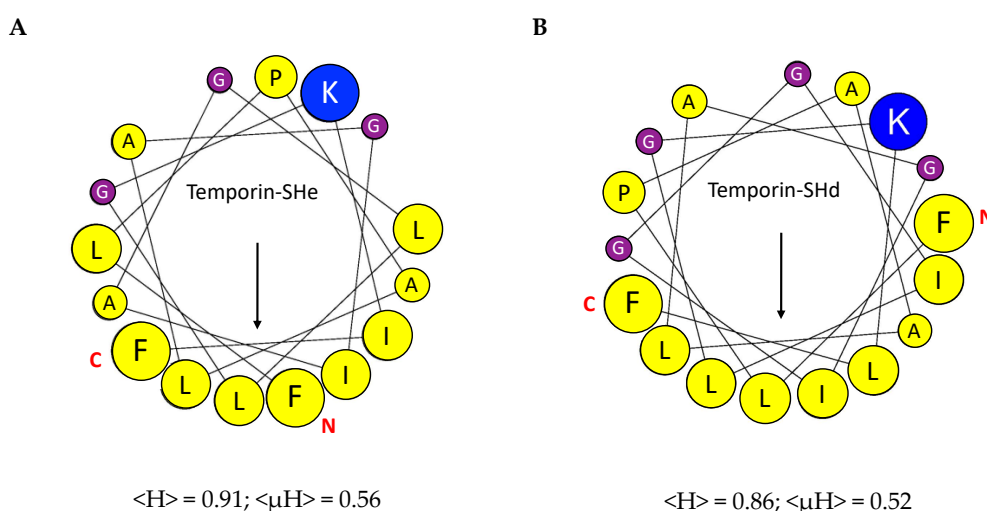 A B
G P K
G
A
G
Temporin-SHe
L
L
A
A
I
F
C
L
I
L
F
N
<H> = 0.91; <μH> = 0.56
G
A
A
K
G
G
P
Temporin-SHd
F N
G
I
F
C
A
L
L
L
I
L
<H> = 0.86; <μH> = 0.52